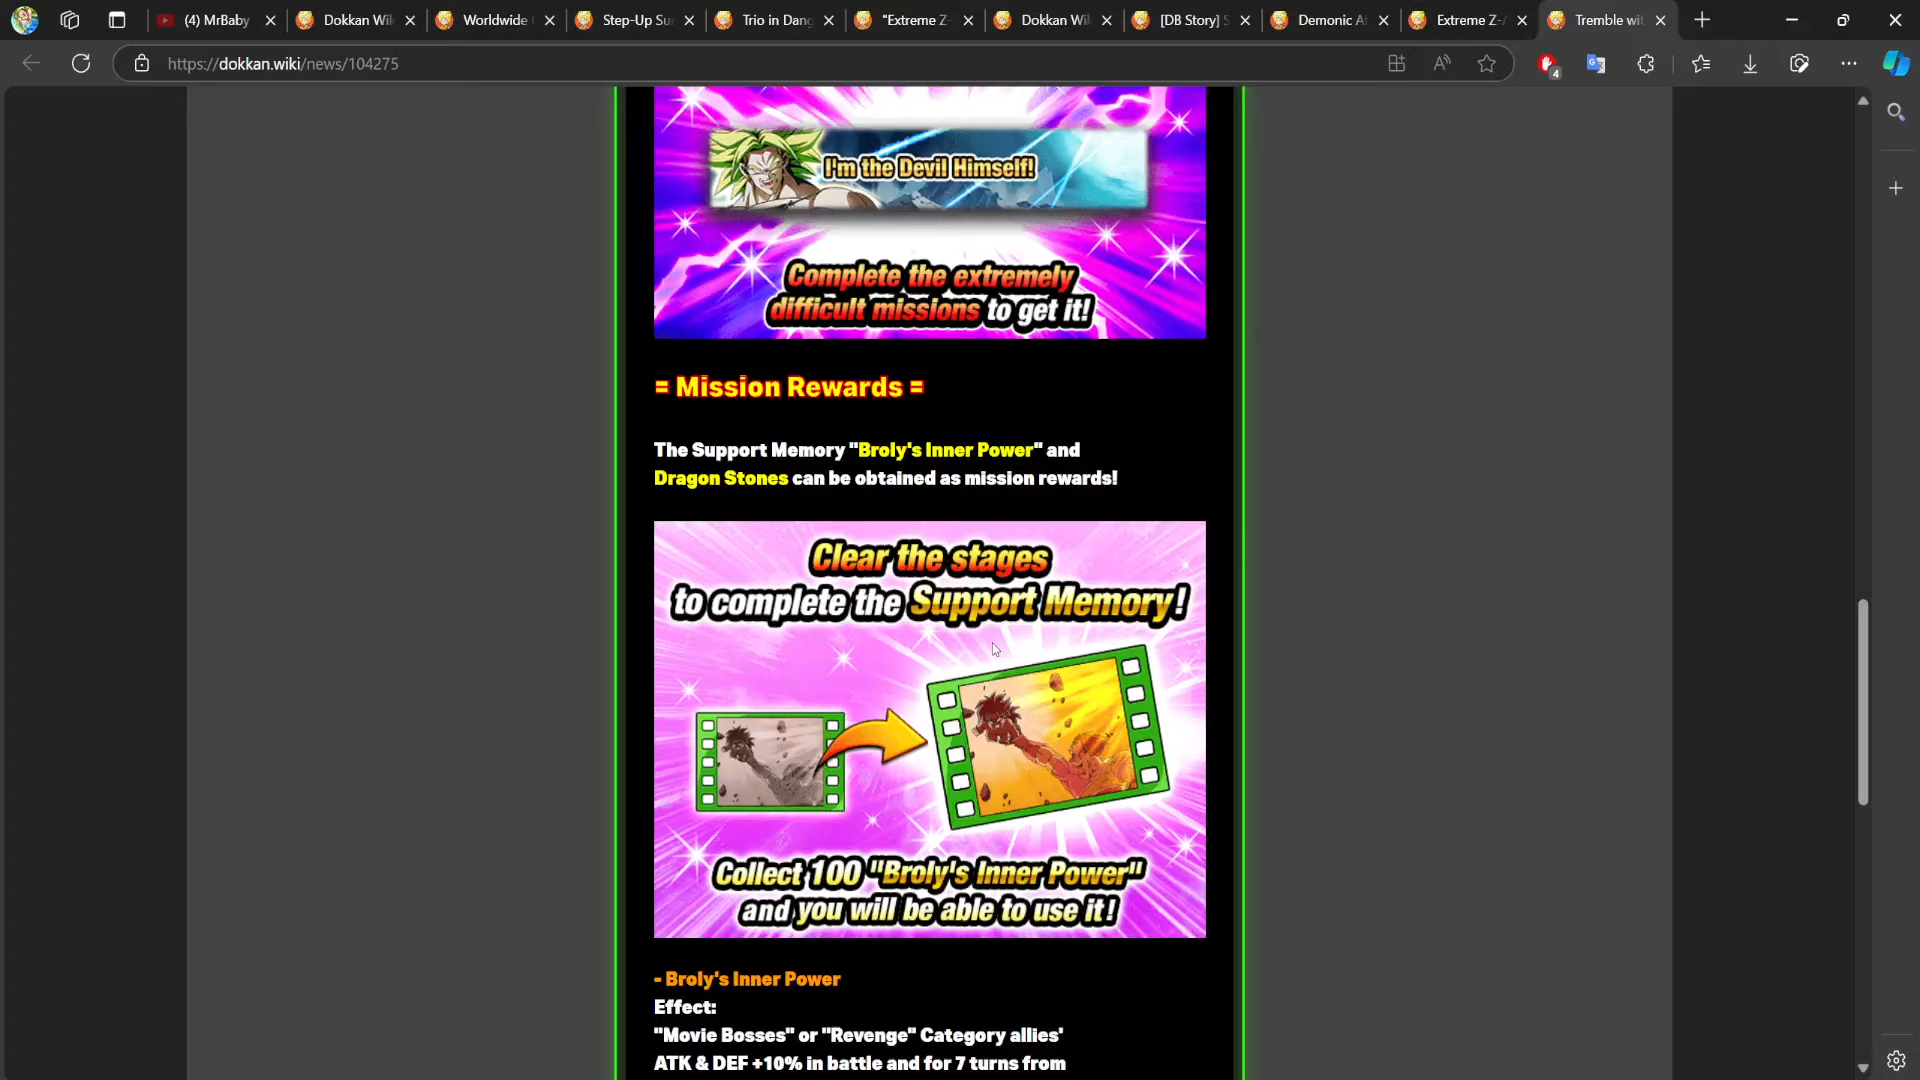 (4) MrBaby
Dokkan Wi
Worldwide
Step-Up Su
Trio in Dang
"Extreme Z-
Dokkan Wi
[DB Story] S
Demonic A
Extreme Z-
Tremble wit
https://dokkan.wiki/news/104275
4
I'm the Devil Himself!
Complete the extremely
difficult missions to get it!
= Mission Rewards =
The Support Memory "Broly's Inner Power" and
Dragon Stones can be obtained as mission rewards!
Clear the stages
to complete the Support Memory!
Collect 100 "Broly's Inner Power"
and you will be able to use it!
- Broly's Inner Power
Effect:
"Movie Bosses" or "Revenge" Category allies'
ATK & DEF +10% in battle and for 7 turns from